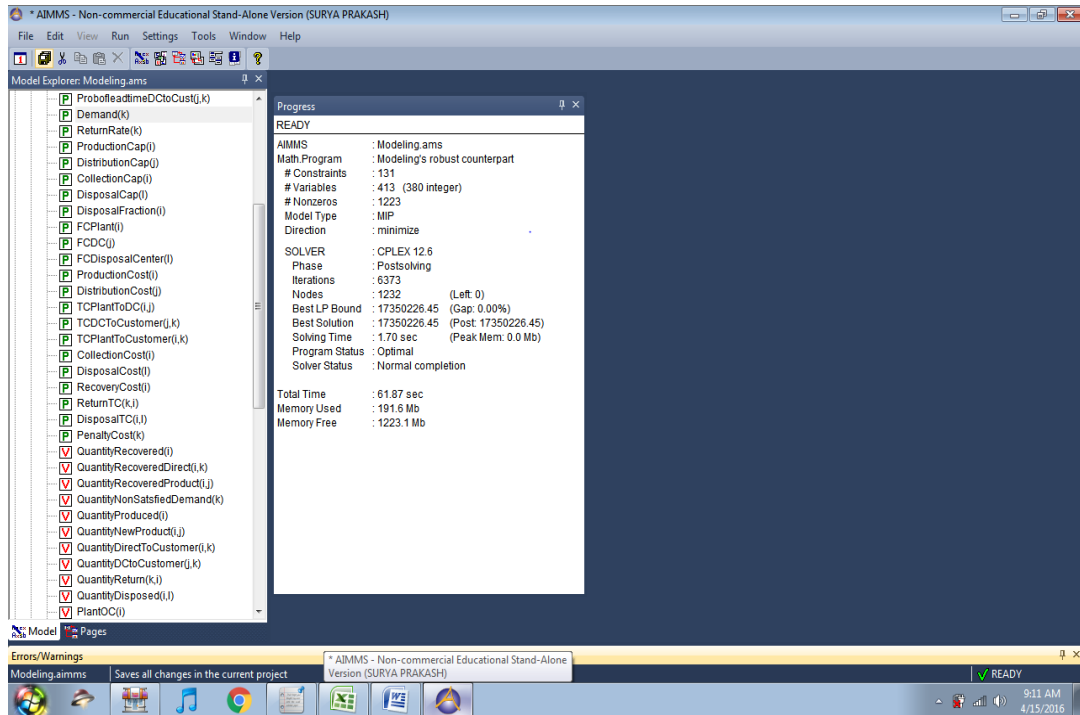 * AIMMS - Non-commercial Educational Stand-Alone Version (SURYA PRAKASH)
File Edit View Run Settings Tools Window Help
Model Explorer: Modeling.ams
P ProbofleadtimeDCtoCust(j,k)
P Demand(k)
P ReturnRate(k)
P ProductionCap(i)
P DistributionCap(j)
P CollectionCap(i)
P DisposalCap(l)
P DisposalFraction(i)
P FCPlant(i)
P FCDC(j)
P FCDisposalCenter(l)
P ProductionCost(i)
P DistributionCost(j)
P TCPlantToDC(i,j)
P TCDCToCustomer(j,k)
P TCPlantToCustomer(i,k)
P CollectionCost(i)
P DisposalCost(l)
P RecoveryCost(i)
P ReturnTC(k,i)
P DisposalTC(i,l)
P PenaltyCost(k)
V QuantityRecovered(i)
V QuantityRecoveredDirect(i,k)
V QuantityRecoveredProduct(i,j)
V QuantityNonSatsfiedDemand(k)
V QuantityProduced(i)
V QuantityNewProduct(i,j)
V QuantityDirectToCustomer(i,k)
V QuantityDCtoCustomer(j,k)
V QuantityReturn(k,i)
V QuantityDisposed(i,l)
V PlantOC(i)
Model Pages
Progress
READY
AIMMS : Modeling.ams
Math.Program : Modeling's robust counterpart
# Constraints : 131
# Variables : 413 (380 integer)
# Nonzeros : 1223
Model Type : MIP
Direction : minimize
SOLVER : CPLEX 12.6
Phase : Postsolving
Iterations : 6373
Nodes : 1232 (Left: 0)
Best LP Bound : 17350226.45 (Gap: 0.00%)
Best Solution : 17350226.45 (Post: 17350226.45)
Solving Time : 1.70 sec (Peak Mem: 0.0 Mb)
Program Status : Optimal
Solver Status : Normal completion
Total Time : 61.87 sec
Memory Used : 191.6 Mb
Memory Free : 1223.1 Mb
Errors/Warnings
* AIMMS - Non-commercial Educational Stand-Alone
Version (SURYA PRAKASH)
Modeling.aimms Saves all changes in the current project READY
9:11 AM
4/15/2016